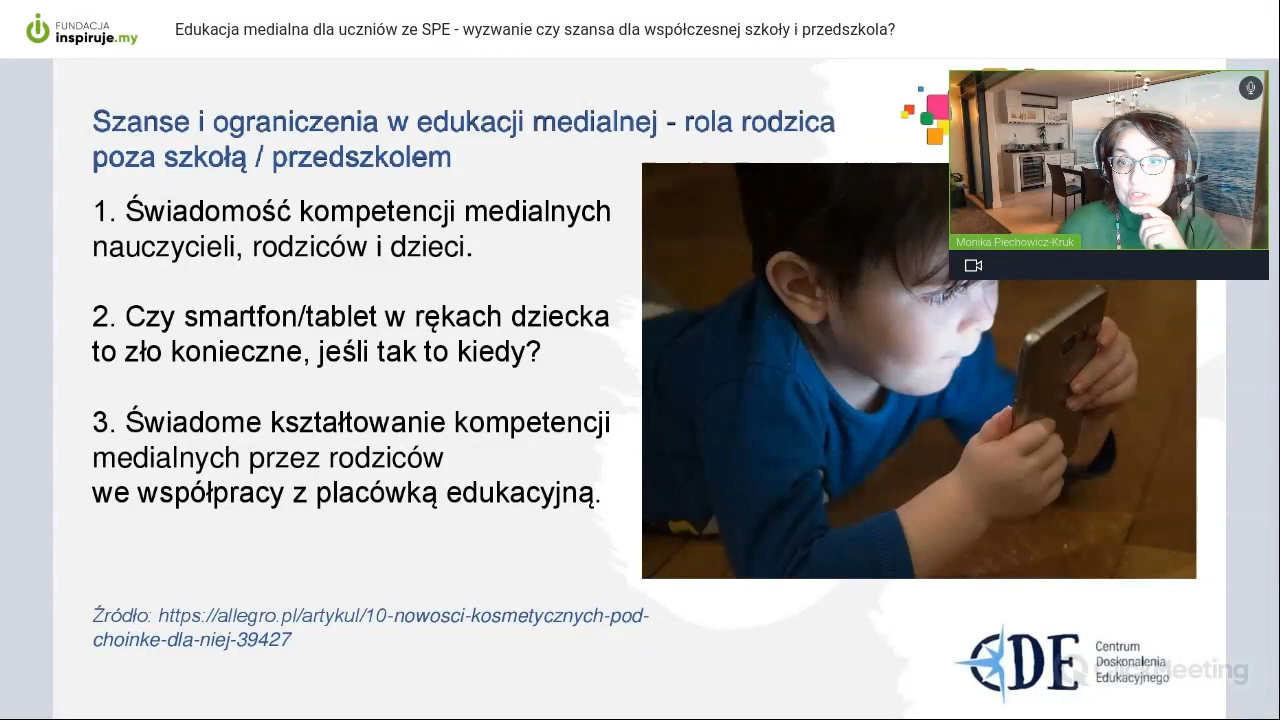 FUNDACJA
inspiruje.my
Edukacja medialna dla uczniów ze SPE - wyzwanie czy szansa dla współczesnej szkoły i przedszkola?
Szanse i ograniczenia w edukacji medialnej - rola rodzica
poza szkołą / przedszkolem
Monika Piechowicz-Kruk
1. Świadomość kompetencji medialnych
nauczycieli, rodziców i dzieci.
2. Czy smartfon/tablet w rękach dziecka
to zło konieczne, jeśli tak to kiedy?
3. Świadome kształtowanie kompetencji
medialnych przez rodziców
we współpracy z placówką edukacyjną.
Źródło: https://allegro.pl/artykul/10-nowosci-kosmetycznych-pod-
choinke-dla-niej-39427
CDE
Centrum
Doskonalenia
Edukacyjnego
ClickMeeting